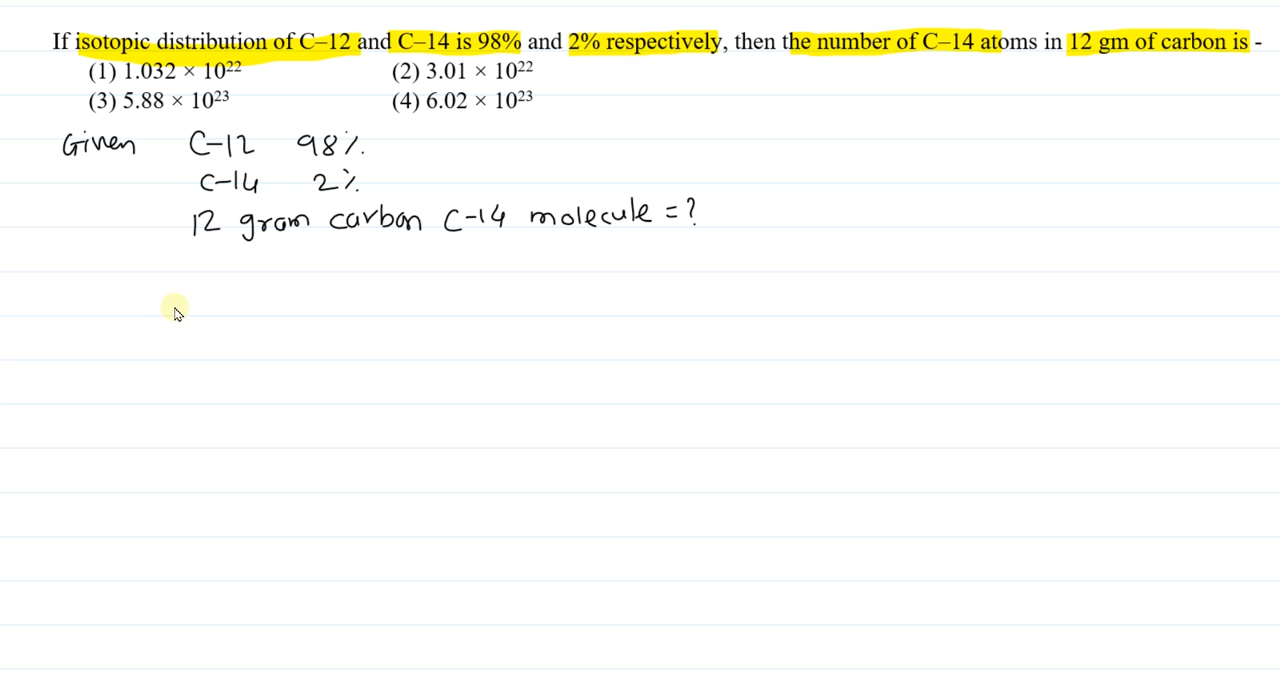 If isotopic distribution of C–12 and C–14 is 98% and 2% respectively, then the number of C–14 atoms in 12 gm of carbon is -
(1) 1.032 × 10²² (2) 3.01 × 10²²
(3) 5.88 × 10²³ (4) 6.02 × 10²³
Given C-12 98%.
C-14 2%.
12 gram carbon C-14 molecule = ?